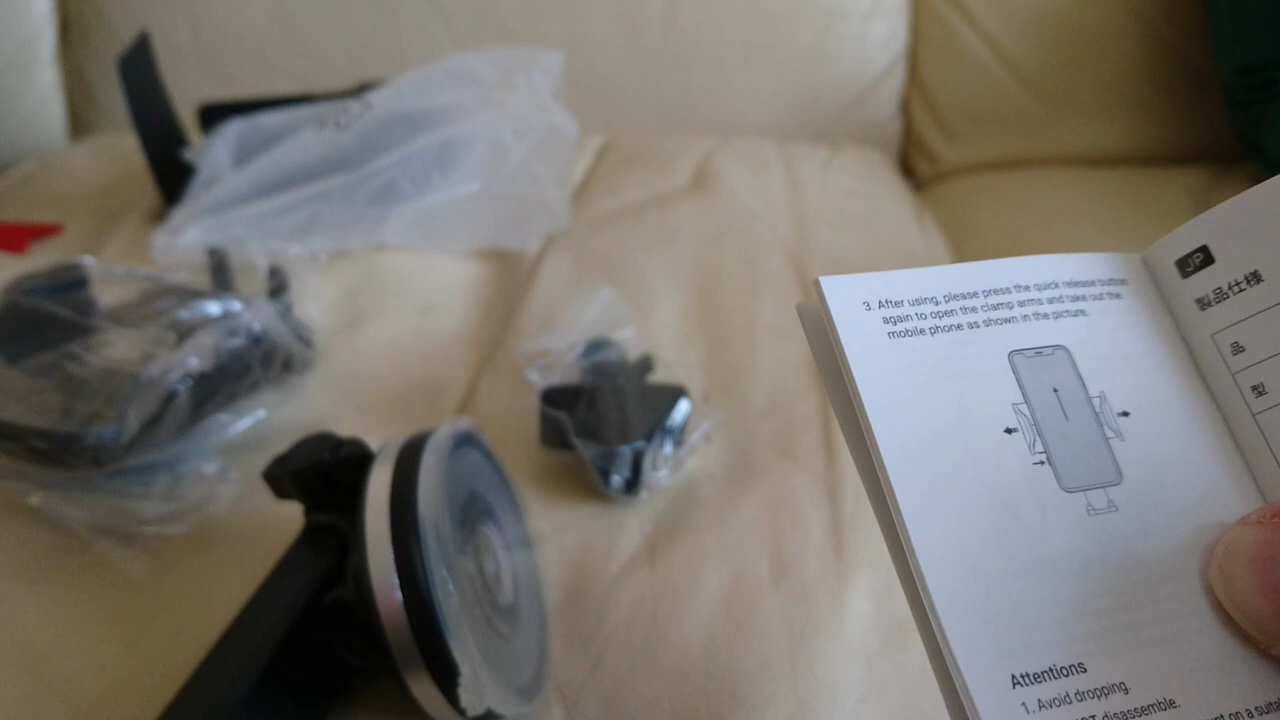 3. After using, please press the quick release button
again to open the clamp arms and take out the
mobile phone as shown in the picture.
Attentions
1. Avoid dropping.
disassemble.
JP
製品仕様
品
型
on a suita